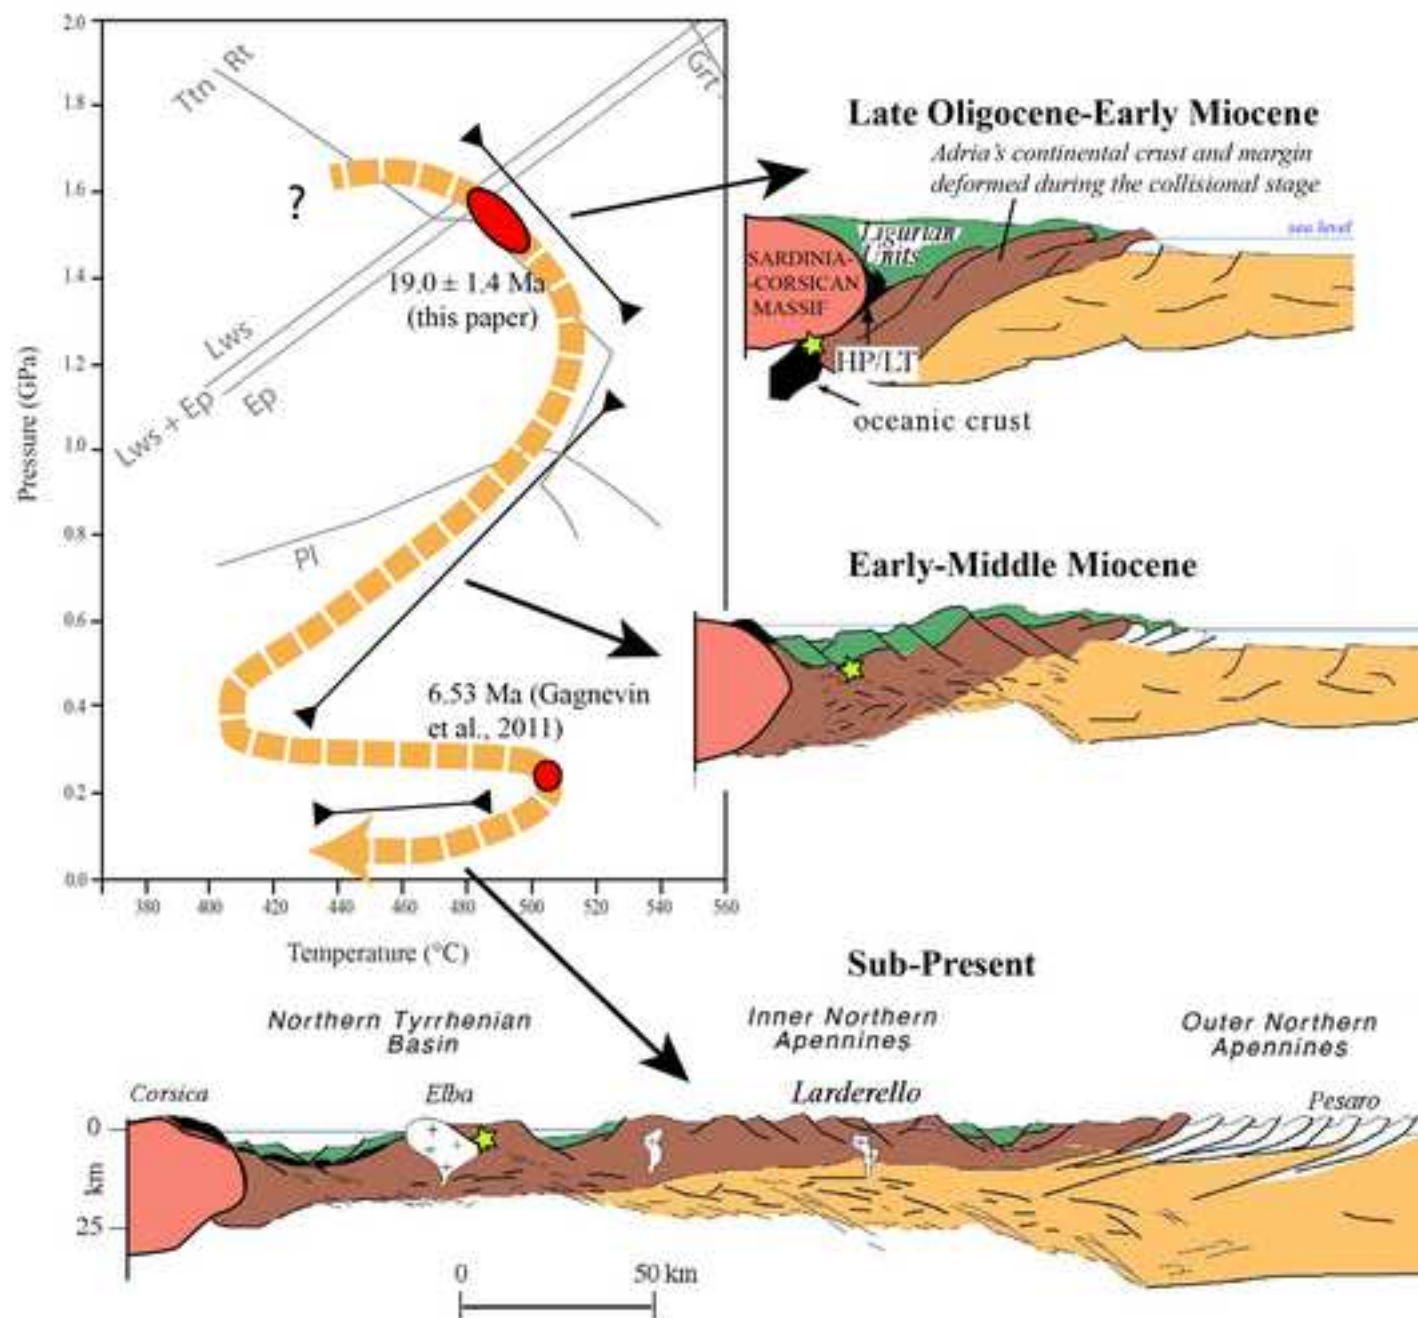 2.0
1.8
1.6
1.4
1.2
1.0
0.8
0.6
0.4
0.2
0.0
Pressure (GPa)
380 400 420 440 460 480 500 520 540 560
Temperature (°C)
Ttn Rt
Grt
?
19.0 ± 1.4 Ma
(this paper)
Lws
Lws + Ep
Ep
Pl
6.53 Ma (Gagnevin
et al., 2011)
Late Oligocene-Early Miocene
Adria's continental crust and margin
deformed during the collisional stage
sea level
Ligurian
Units
SARDINIA-
-CORSICAN
MASSIF
HP/LT
oceanic crust
Early-Middle Miocene
Sub-Present
Northern Tyrrhenian
Basin
Inner Northern
Apennines
Outer Northern
Apennines
Corsica
Elba
Larderello
Pesaro
0
km
25
0 50 km